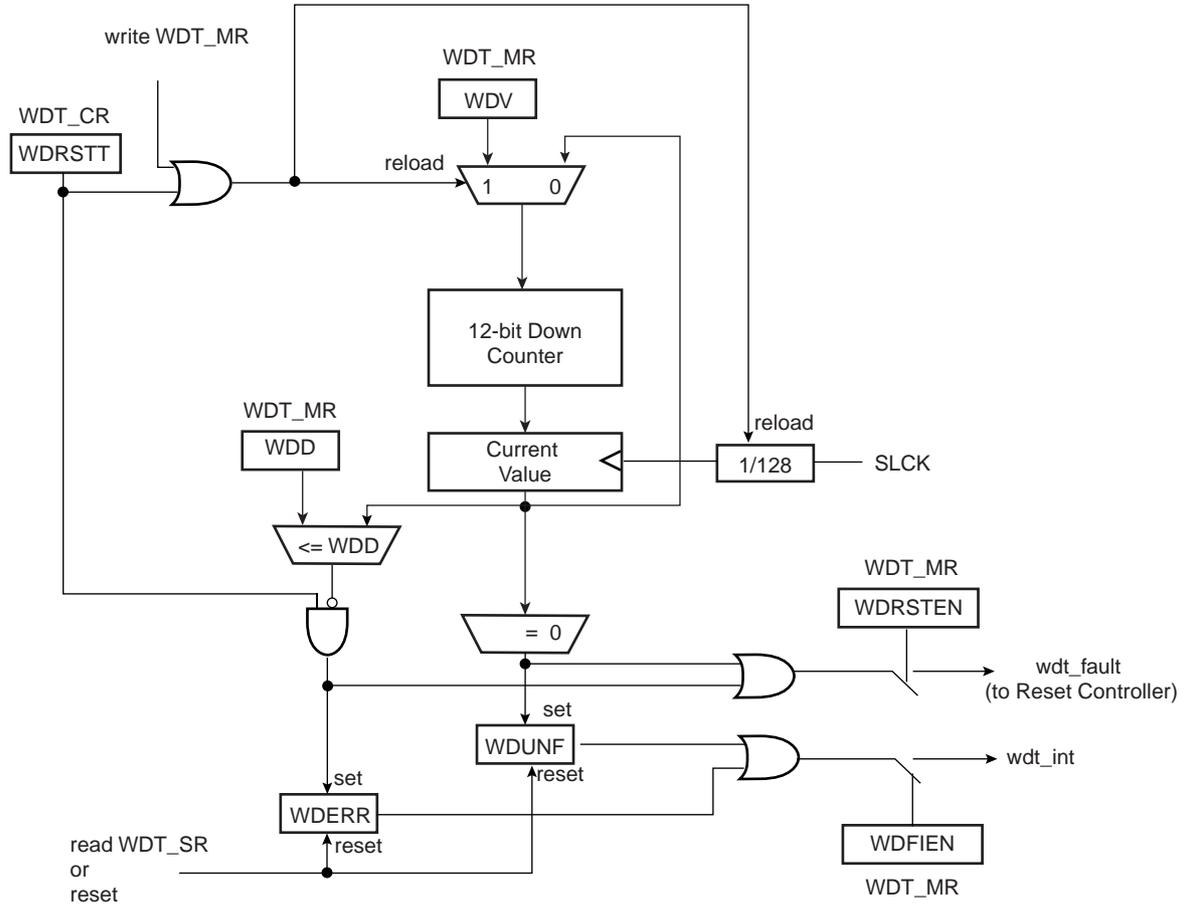 write WDT_MR
WDT_MR
WDV
WDT_CR
WDRSTT
reload
1 0
12-bit Down
Counter
WDT_MR
WDD
reload
Current
Value
1/128
SLCK
<= WDD
WDT_MR
WDRSTEN
= 0
wdt_fault
(to Reset Controller)
set
WDUNF
reset
wdt_int
set
WDERR
reset
read WDT_SR
or
reset
WDFIEN
WDT_MR